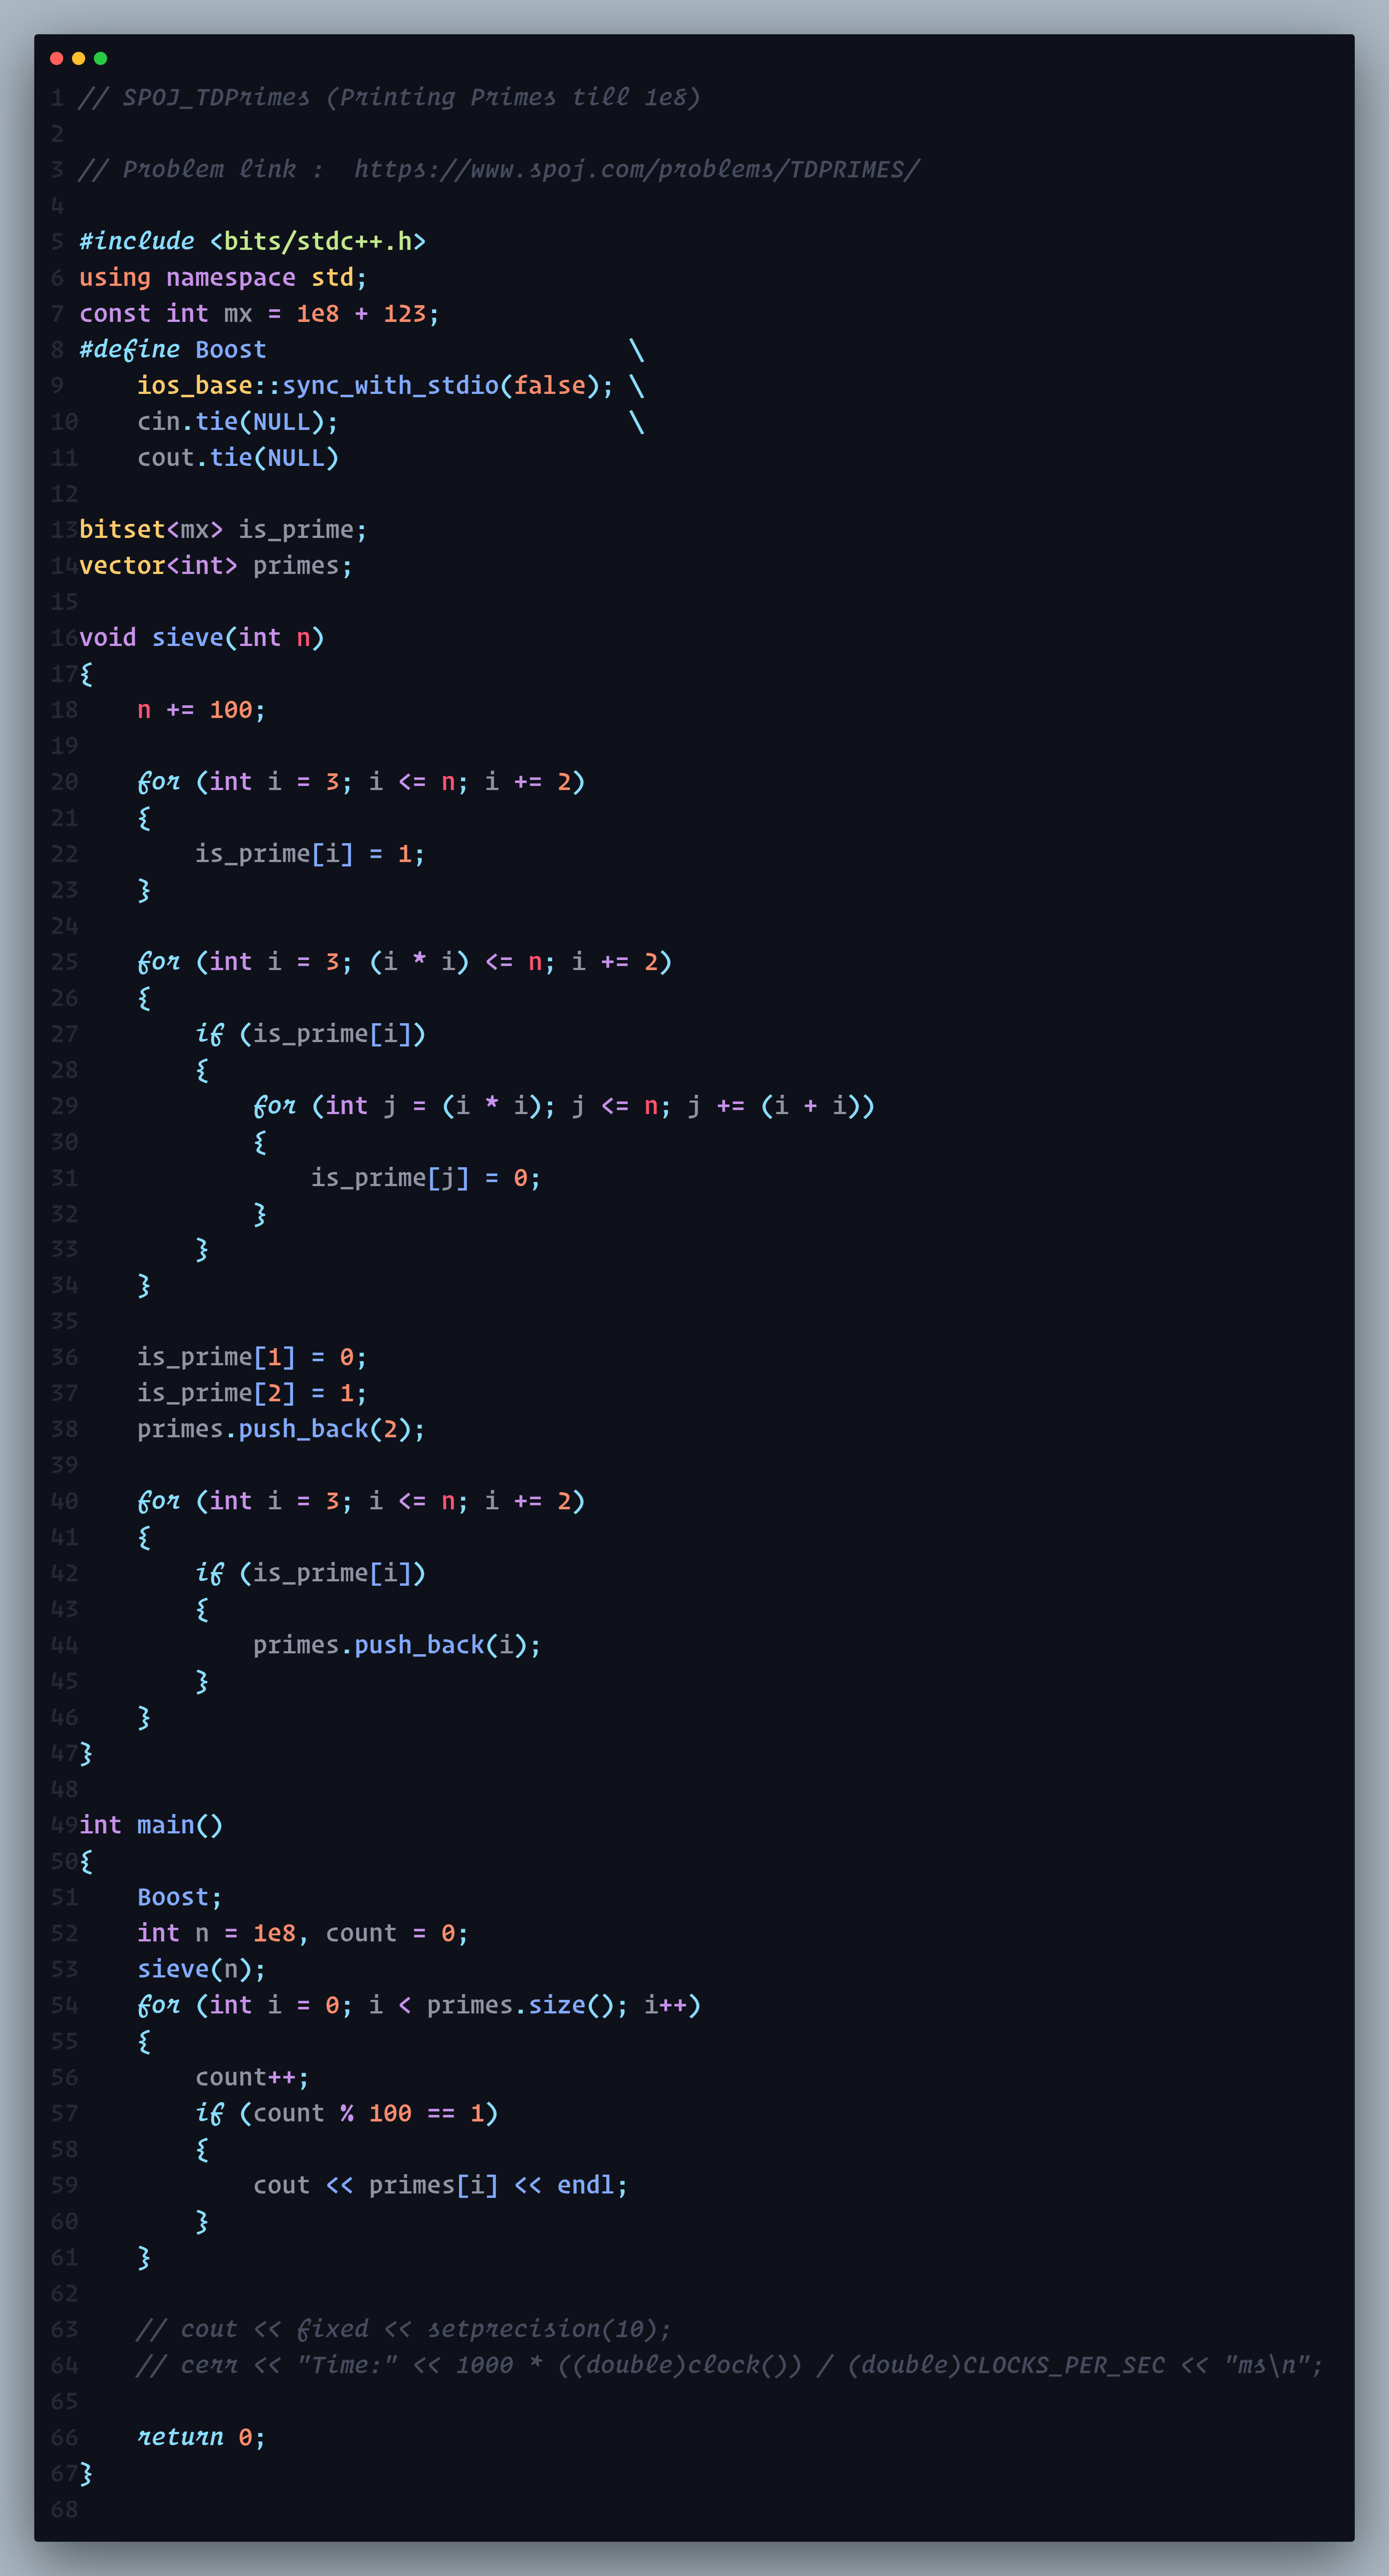 1 // SPOJ_TDPrimes (Printing Primes till 1e8)
2
3 // Problem link :  https://www.spoj.com/problems/TDPRIMES/
4
5 #include <bits/stdc++.h>
6 using namespace std;
7 const int mx = 1e8 + 123;
8 #define Boost                         \
9     ios_base::sync_with_stdio(false); \
10    cin.tie(NULL);                    \
11    cout.tie(NULL)
12
13bitset<mx> is_prime;
14vector<int> primes;
15
16void sieve(int n)
17{
18    n += 100;
19
20    for (int i = 3; i <= n; i += 2)
21    {
22        is_prime[i] = 1;
23    }
24
25    for (int i = 3; (i * i) <= n; i += 2)
26    {
27        if (is_prime[i])
28        {
29            for (int j = (i * i); j <= n; j += (i + i))
30            {
31                is_prime[j] = 0;
32            }
33        }
34    }
35
36    is_prime[1] = 0;
37    is_prime[2] = 1;
38    primes.push_back(2);
39
40    for (int i = 3; i <= n; i += 2)
41    {
42        if (is_prime[i])
43        {
44            primes.push_back(i);
45        }
46    }
47}
48
49int main()
50{
51    Boost;
52    int n = 1e8, count = 0;
53    sieve(n);
54    for (int i = 0; i < primes.size(); i++)
55    {
56        count++;
57        if (count % 100 == 1)
58        {
59            cout << primes[i] << endl;
60        }
61    }
62
63    // cout << fixed << setprecision(10);
64    // cerr << "Time:" << 1000 * ((double)clock()) / (double)CLOCKS_PER_SEC << "ms\n";
65
66    return 0;
67}
68